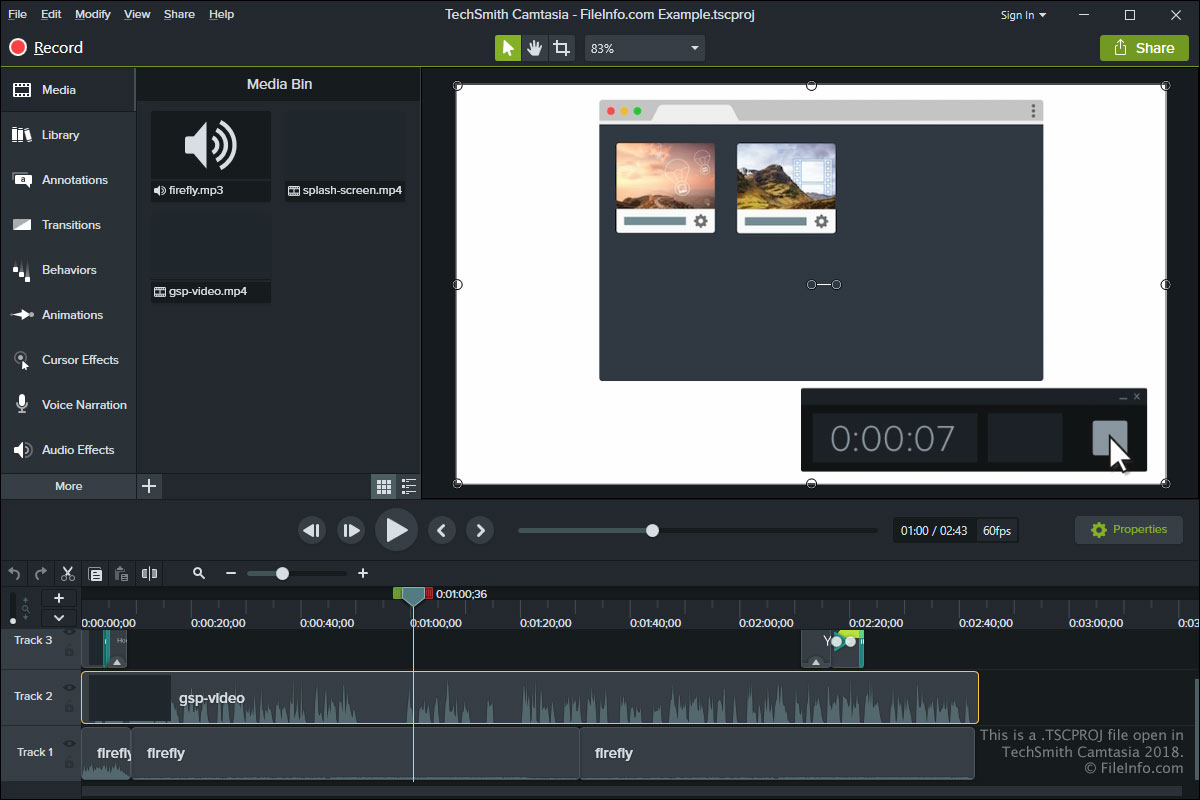 File Edit Modify View Share Help
TechSmith Camtasia - FileInfo.com Example.tscproj
Sign In
Record
83%
Share
Media
Library
Annotations
Transitions
Behaviors
Animations
Cursor Effects
Voice Narration
Audio Effects
More
Media Bin
firefly.mp3
splash-screen.mp4
gsp-video.mp4
a
0:00:07
01:00 / 02:43
60fps
Properties
0:01:00;36
0:00:00;00 0:00:20;00 0:00:40;00 0:01:00;00 0:01:20;00 0:01:40;00 0:02:00;00 0:02:20;00 0:02:40;00 0:03:00;00
Track 3
Y
Track 2
gsp-video
Track 1
firefly firefly firefly
This is a .TSCPROJ file open in
TechSmith Camtasia 2018.
© FileInfo.com